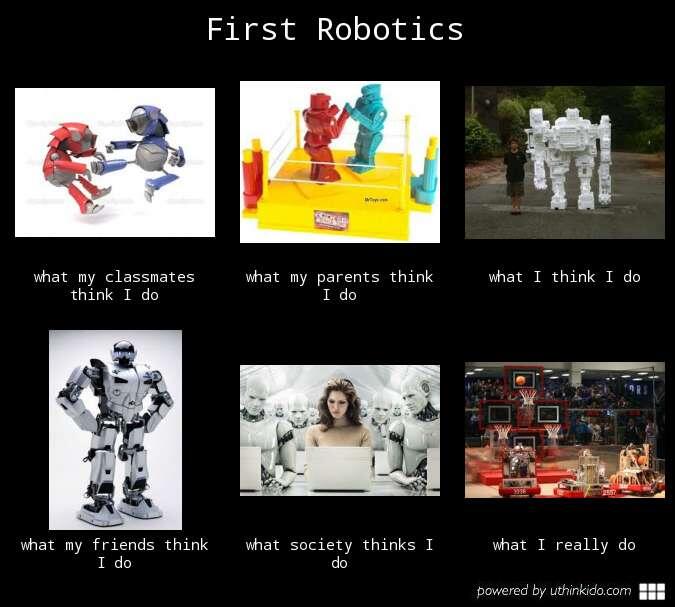 First Robotics
what my classmates
think I do
what my parents think
I do
what I think I do
what my friends think
I do
what society thinks I
do
what I really do
powered by uthinkido.com